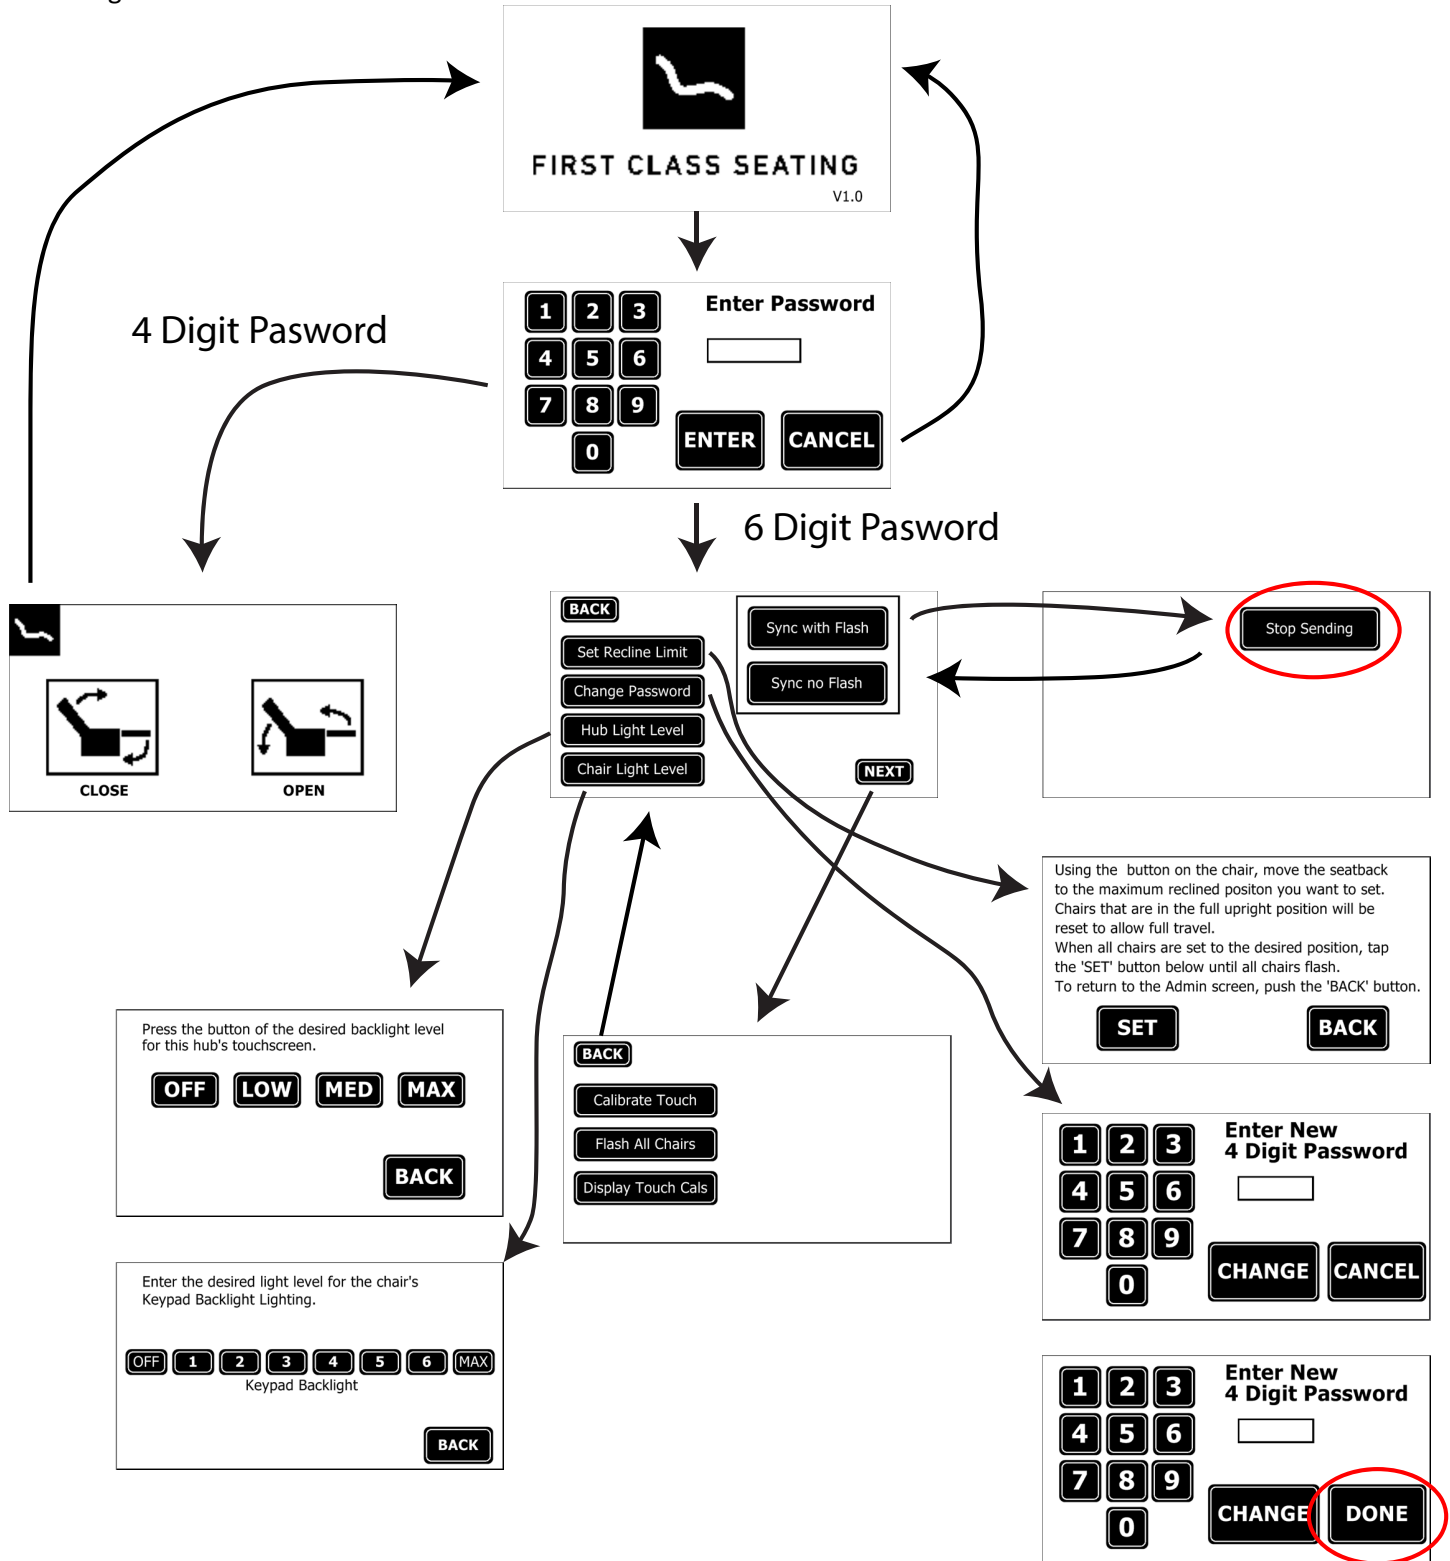 FIRST CLASS SEATING
V1.0
1 2 3
4 5 6
7 8 9
0
Enter Password
ENTER CANCEL
4 Digit Pasword
6 Digit Pasword
CLOSE
OPEN
BACK
Set Recline Limit
Change Password
Hub Light Level
Chair Light Level
Sync with Flash
Sync no Flash
NEXT
Stop Sending
Using the button on the chair, move the seatback
to the maximum reclined positon you want to set.
Chairs that are in the full upright position will be
reset to allow full travel.
When all chairs are set to the desired position, tap
the 'SET' button below until all chairs flash.
To return to the Admin screen, push the 'BACK' button.
SET BACK
Press the button of the desired backlight level
for this hub's touchscreen.
OFF LOW MED MAX
BACK
BACK
Calibrate Touch
Flash All Chairs
Display Touch Cals
Enter New
4 Digit Password
1 2 3
4 5 6
7 8 9
0
CHANGE CANCEL
Enter the desired light level for the chair's
Keypad Backlight Lighting.
OFF 1 2 3 4 5 6 MAX
Keypad Backlight
BACK
Enter New
4 Digit Password
1 2 3
4 5 6
7 8 9
0
CHANGE DONE